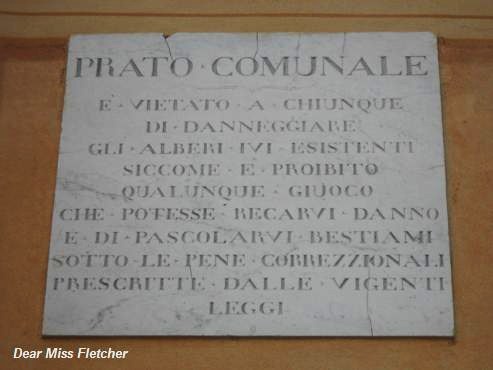 PRATO · COMUNALE
E · VIETATO · A · CHIUNQUE
DI · DANNEGGIARE
GLI · ALBERI · IVI · ESISTENTI
SICCOME · E · PROIBITO
QUALUNQUE · GIUOCO
CHE · POTESSE · RECARVI · DANNO
E · DI · PASCOLARVI · BESTIAMI
SOTTO · LE · PENE · CORREZZIONALI
PRESCRITTE · DALLE · VIGENTI
LEGGI
Dear Miss Fletcher